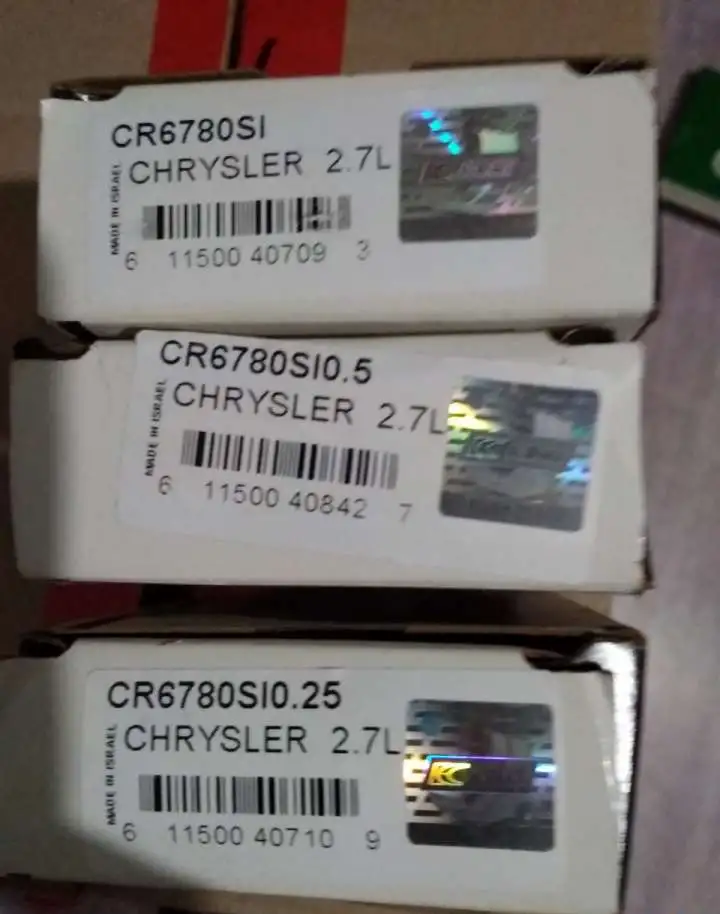 CR6780SI
CHRYSLER 2.7L
MADE IN ISRAEL
6 11500 40709 3
CR6780SI0.5
CHRYSLER 2.7L
MADE IN ISRAEL
6 11500 40842 7
CR6780SI0.25
CHRYSLER 2.7L
MADE IN ISRAEL
KC
6 11500 40710 9